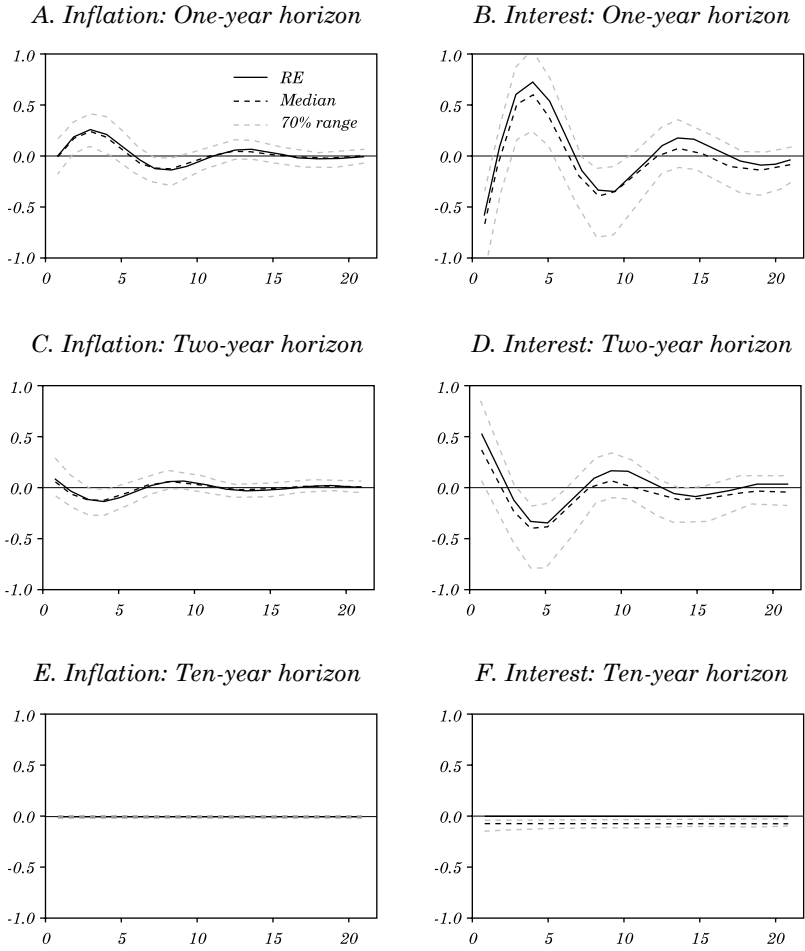 A. Inflation: One-year horizon
B. Interest: One-year horizon
1.0
0.5
0.0
-0.5
-1.0
0 5 10 15 20
RE
Median
70% range
1.0
0.5
0.0
-0.5
-1.0
0 5 10 15 20
C. Inflation: Two-year horizon
D. Interest: Two-year horizon
1.0
0.5
0.0
-0.5
-1.0
0 5 10 15 20
1.0
0.5
0.0
-0.5
-1.0
0 5 10 15 20
E. Inflation: Ten-year horizon
F. Interest: Ten-year horizon
1.0
0.5
0.0
-0.5
-1.0
0 5 10 15 20
1.0
0.5
0.0
-0.5
-1.0
0 5 10 15 20